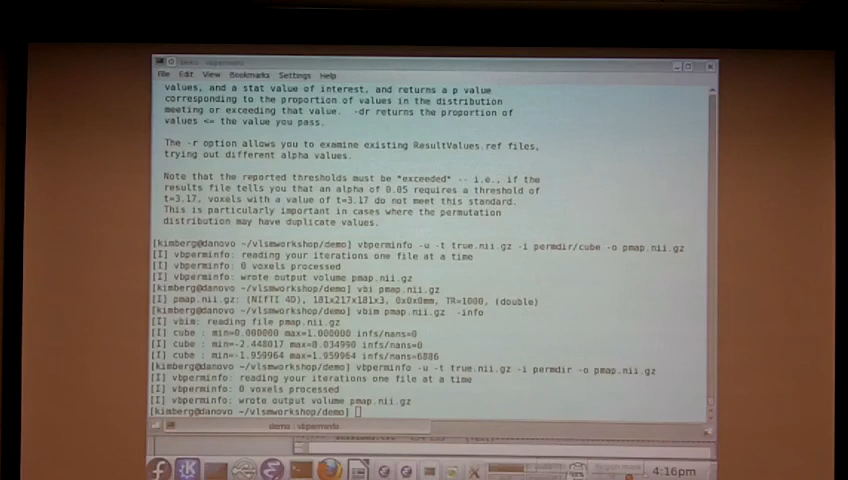 demo : vbperminfo
File Edit View Bookmarks Settings Help
values, and a stat value of interest, and returns a p value
corresponding to the proportion of values in the distribution
meeting or exceeding that value.  -dr returns the proportion of
values <= the value you pass.
The -r option allows you to examine existing ResultValues.ref files,
trying out different alpha values.
Note that the reported thresholds must be *exceeded* -- i.e., if the
results file tells you that an alpha of 0.05 requires a threshold of
t=3.17, voxels with a value of t=3.17 do not meet this standard.
This is particularly important in cases where the permutation
distribution may have duplicate values.
[kimberg@danovo ~/vlsmworkshop/demo] vbperminfo -u -t true.nii.gz -i permdir/cube -o pmap.nii.gz
[I] vbperminfo: reading your iterations one file at a time
[I] vbperminfo: 0 voxels processed
[I] vbperminfo: wrote output volume pmap.nii.gz
[kimberg@danovo ~/vlsmworkshop/demo] vbi pmap.nii.gz
[I] pmap.nii.gz: (NIfTI 4D), 181x217x181x3, 0x0x0mm, TR=1000, (double)
[kimberg@danovo ~/vlsmworkshop/demo] vbim pmap.nii.gz -info
[I] vbim: reading file pmap.nii.gz
[I] cube : min=0.000000 max=1.000000 infs/nans=0
[I] cube : min=-2.448017 max=0.034990 infs/nans=0
[I] cube : min=-1.959964 max=1.959964 infs/nans=6886
[kimberg@danovo ~/vlsmworkshop/demo] vbperminfo -u -t true.nii.gz -i permdir -o pmap.nii.gz
[I] vbperminfo: reading your iterations one file at a time
[I] vbperminfo: 0 voxels processed
[I] vbperminfo: wrote output volume pmap.nii.gz
[kimberg@danovo ~/vlsmworkshop/demo]
demo : vbperminfo
4:16pm